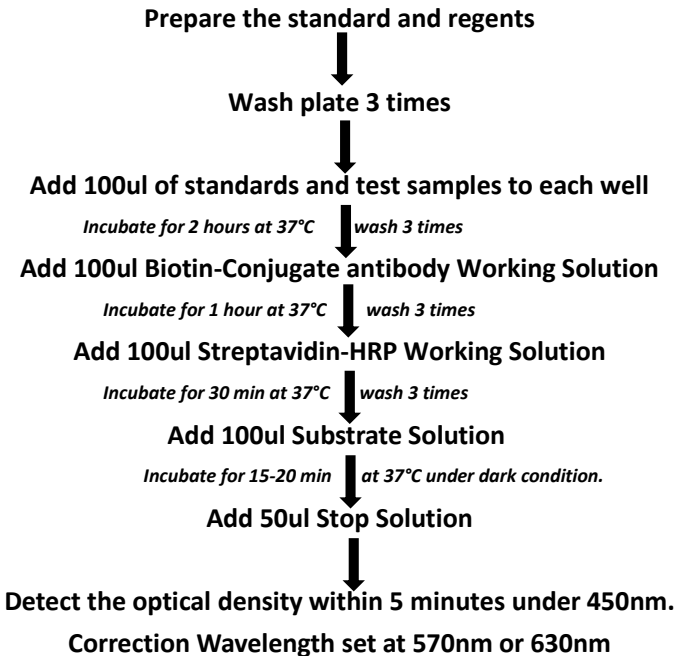 Prepare the standard and regents
Wash plate 3 times
Add 100ul of standards and test samples to each well
Incubate for 2 hours at 37°C wash 3 times
Add 100ul Biotin-Conjugate antibody Working Solution
Incubate for 1 hour at 37°C wash 3 times
Add 100ul Streptavidin-HRP Working Solution
Incubate for 30 min at 37°C wash 3 times
Add 100ul Substrate Solution
Incubate for 15-20 min at 37°C under dark condition.
Add 50ul Stop Solution
Detect the optical density within 5 minutes under 450nm.
Correction Wavelength set at 570nm or 630nm